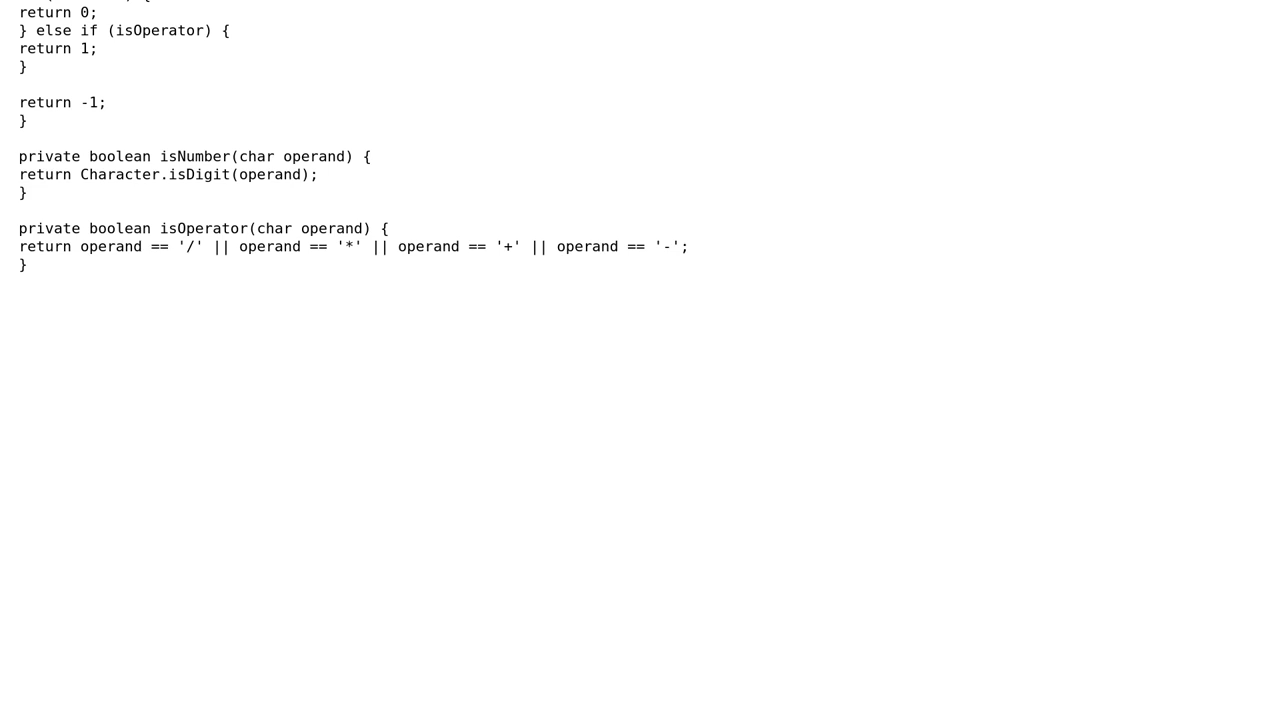 return 0;
} else if (isOperator) {
return 1;
}

return -1;
}

private boolean isNumber(char operand) {
return Character.isDigit(operand);
}

private boolean isOperator(char operand) {
return operand == '/' || operand == '*' || operand == '+' || operand == '-';
}